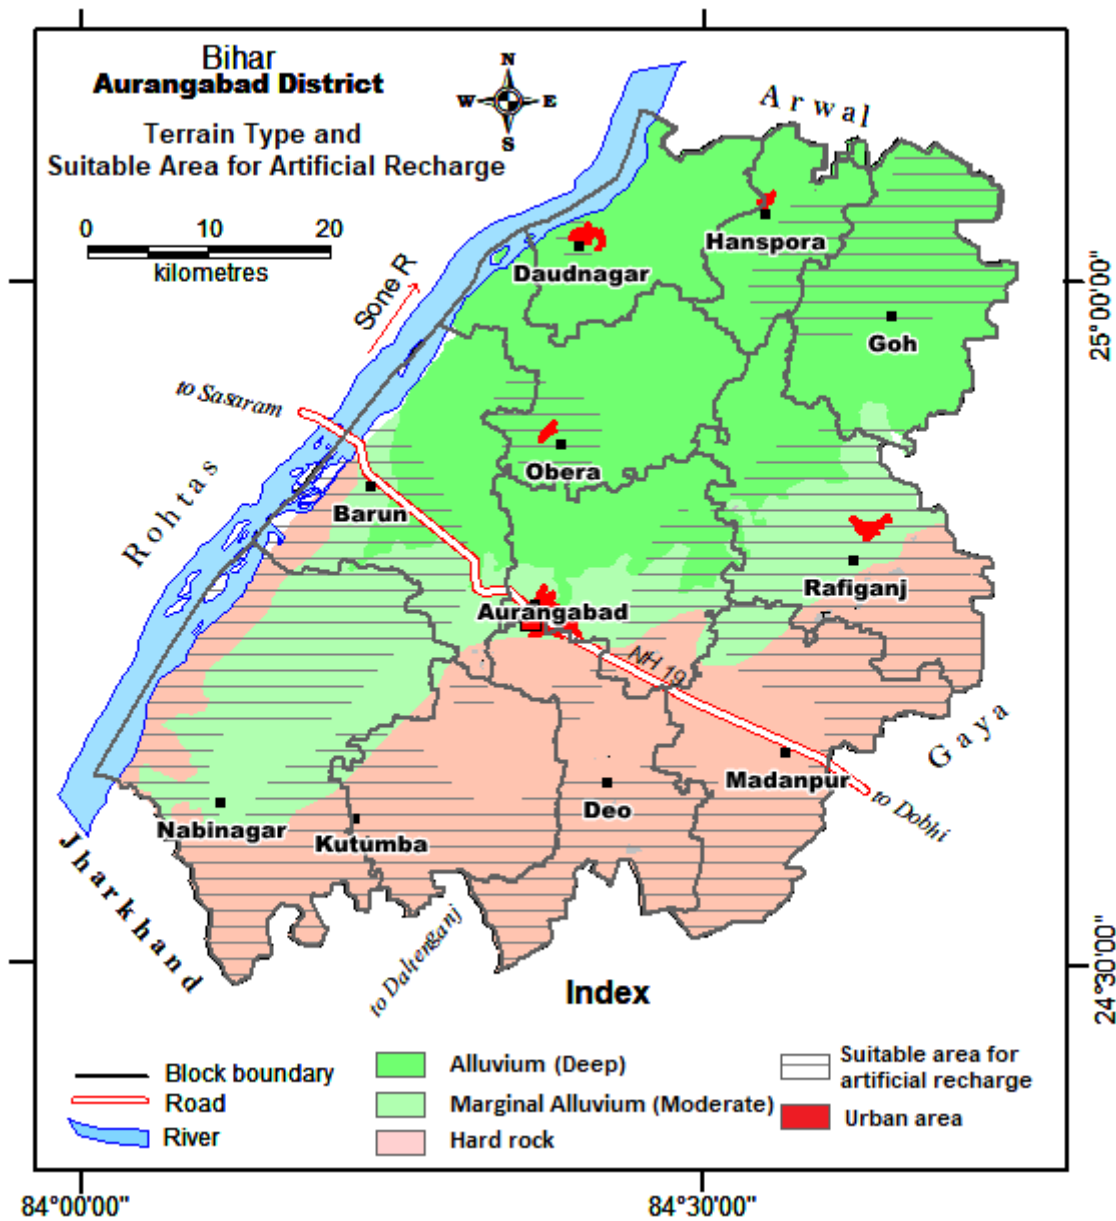 Bihar
Aurangabad District
Terrain Type and
Suitable Area for Artificial Recharge
N
W
E
S
0
10
20
kilometres
Arwal
Hanspora
Daudnagar
Sone R
Goh
25°00'00"
to Sasaram
Obera
Rohtas
Barun
Rafiganj
Aurangabad
NH 19
Gaya
Madanpur
Deo
to Dobhi
Nabinagar
Kutumba
Jharkhand
to Daltenganj
24°30'00"
Index
Block boundary
Road
River
Alluvium (Deep)
Marginal Alluvium (Moderate)
Hard rock
Suitable area for
artificial recharge
Urban area
84°00'00"
84°30'00"